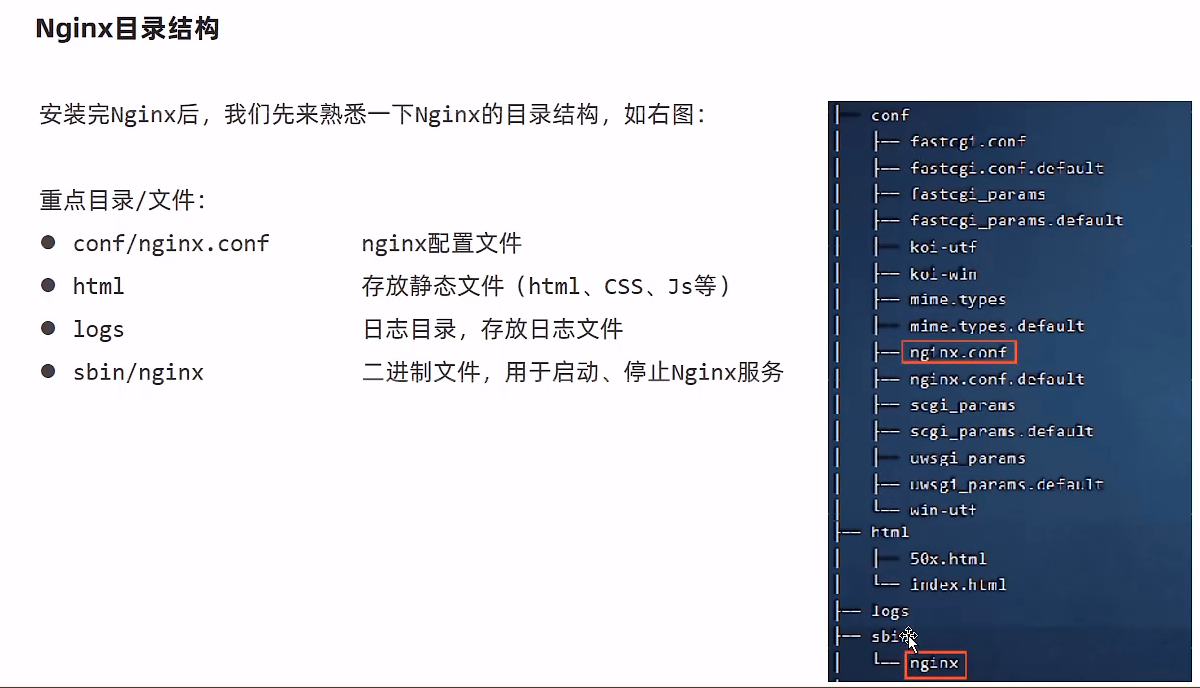 Nginx目录结构
安装完Nginx后，我们先来熟悉一下Nginx的目录结构，如右图：
重点目录/文件：
● conf/nginx.conf nginx配置文件
● html 存放静态文件（html、CSS、Js等）
● logs 日志目录，存放日志文件
● sbin/nginx 二进制文件，用于启动、停止Nginx服务
├── conf
│   ├── fastcgi.conf
│   ├── fastcgi.conf.default
│   ├── fastcgi_params
│   ├── fastcgi_params.default
│   ├── koi-utf
│   ├── koi-win
│   ├── mime.types
│   ├── mime.types.default
│   ├── nginx.conf
│   ├── nginx.conf.default
│   ├── scgi_params
│   ├── scgi_params.default
│   ├── uwsgi_params
│   ├── uwsgi_params.default
│   └── win-utf
├── html
│   ├── 50x.html
│   └── index.html
├── logs
├── sbin
│   └── nginx